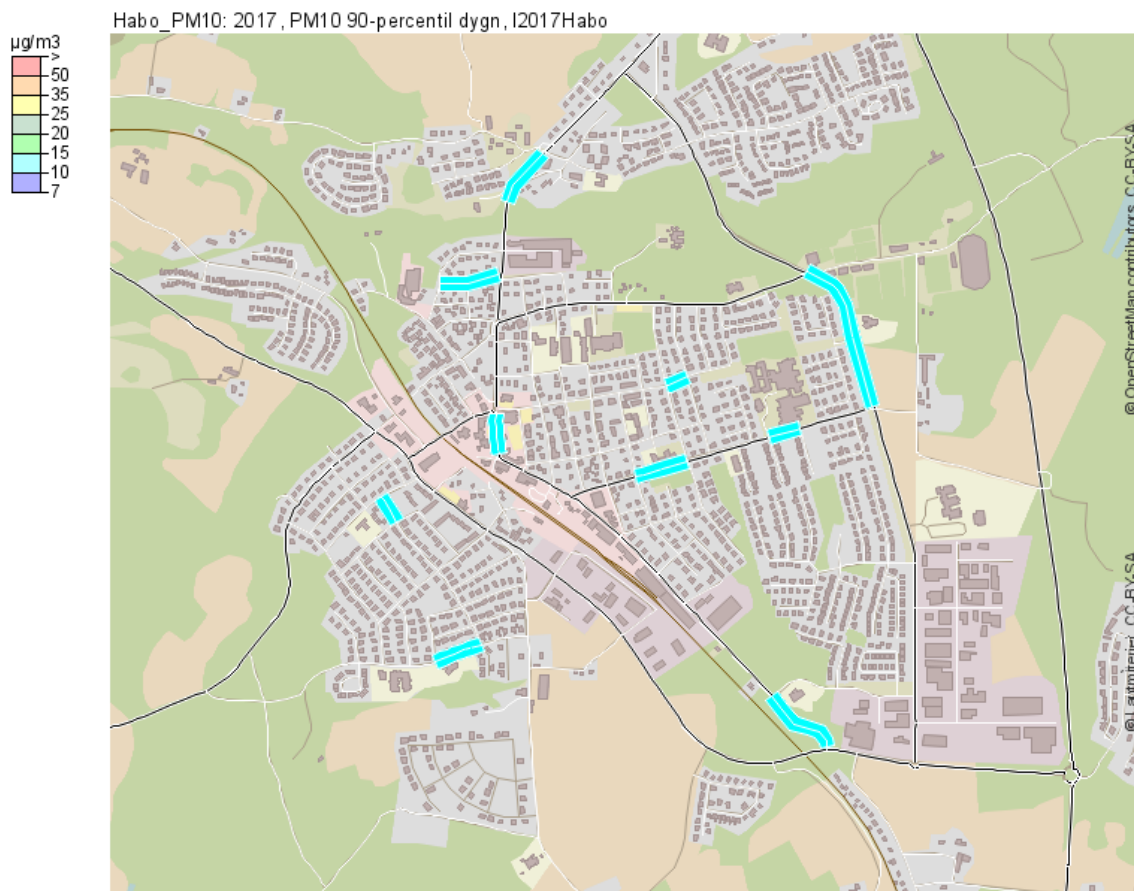 Habo_PM10: 2017, PM10 90-percentil dygn, I2017Habo
µg/m3
>
50
35
25
20
15
10
7
© OpenStreetMap contributors, CC-BY-SA
© Lantmäteriet, CC-BY-SA